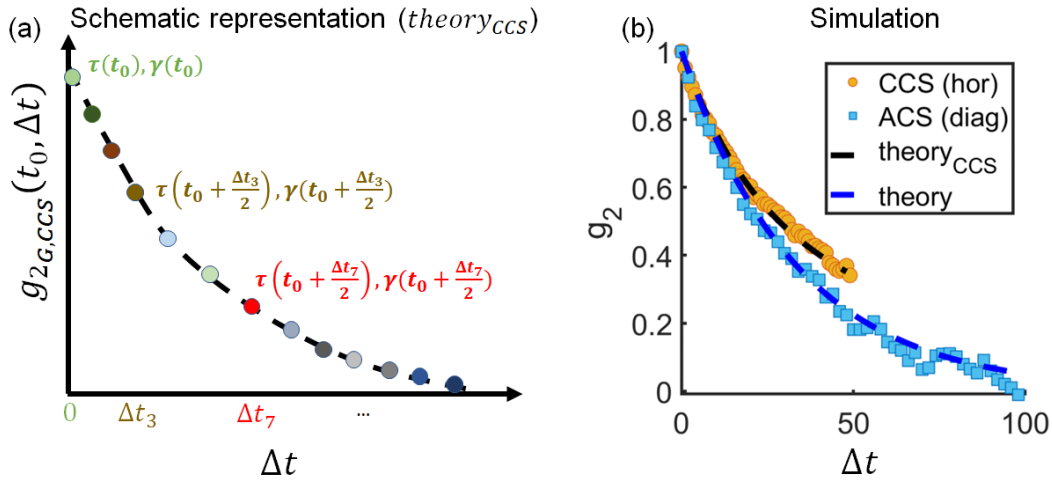 Schematic representation (theory_CCS)
(a)
g_{2_{G,CCS}}(t_0, Δt)
τ(t_0), γ(t_0)
τ(t_0 + Δt_3/2), γ(t_0 + Δt_3/2)
τ(t_0 + Δt_7/2), γ(t_0 + Δt_7/2)
0 Δt_3 Δt_7 ...
Δt
Simulation
(b)
g_2
1
0.8
0.6
0.4
0.2
0
CCS (hor)
ACS (diag)
theory_CCS
theory
0 50 100
Δt